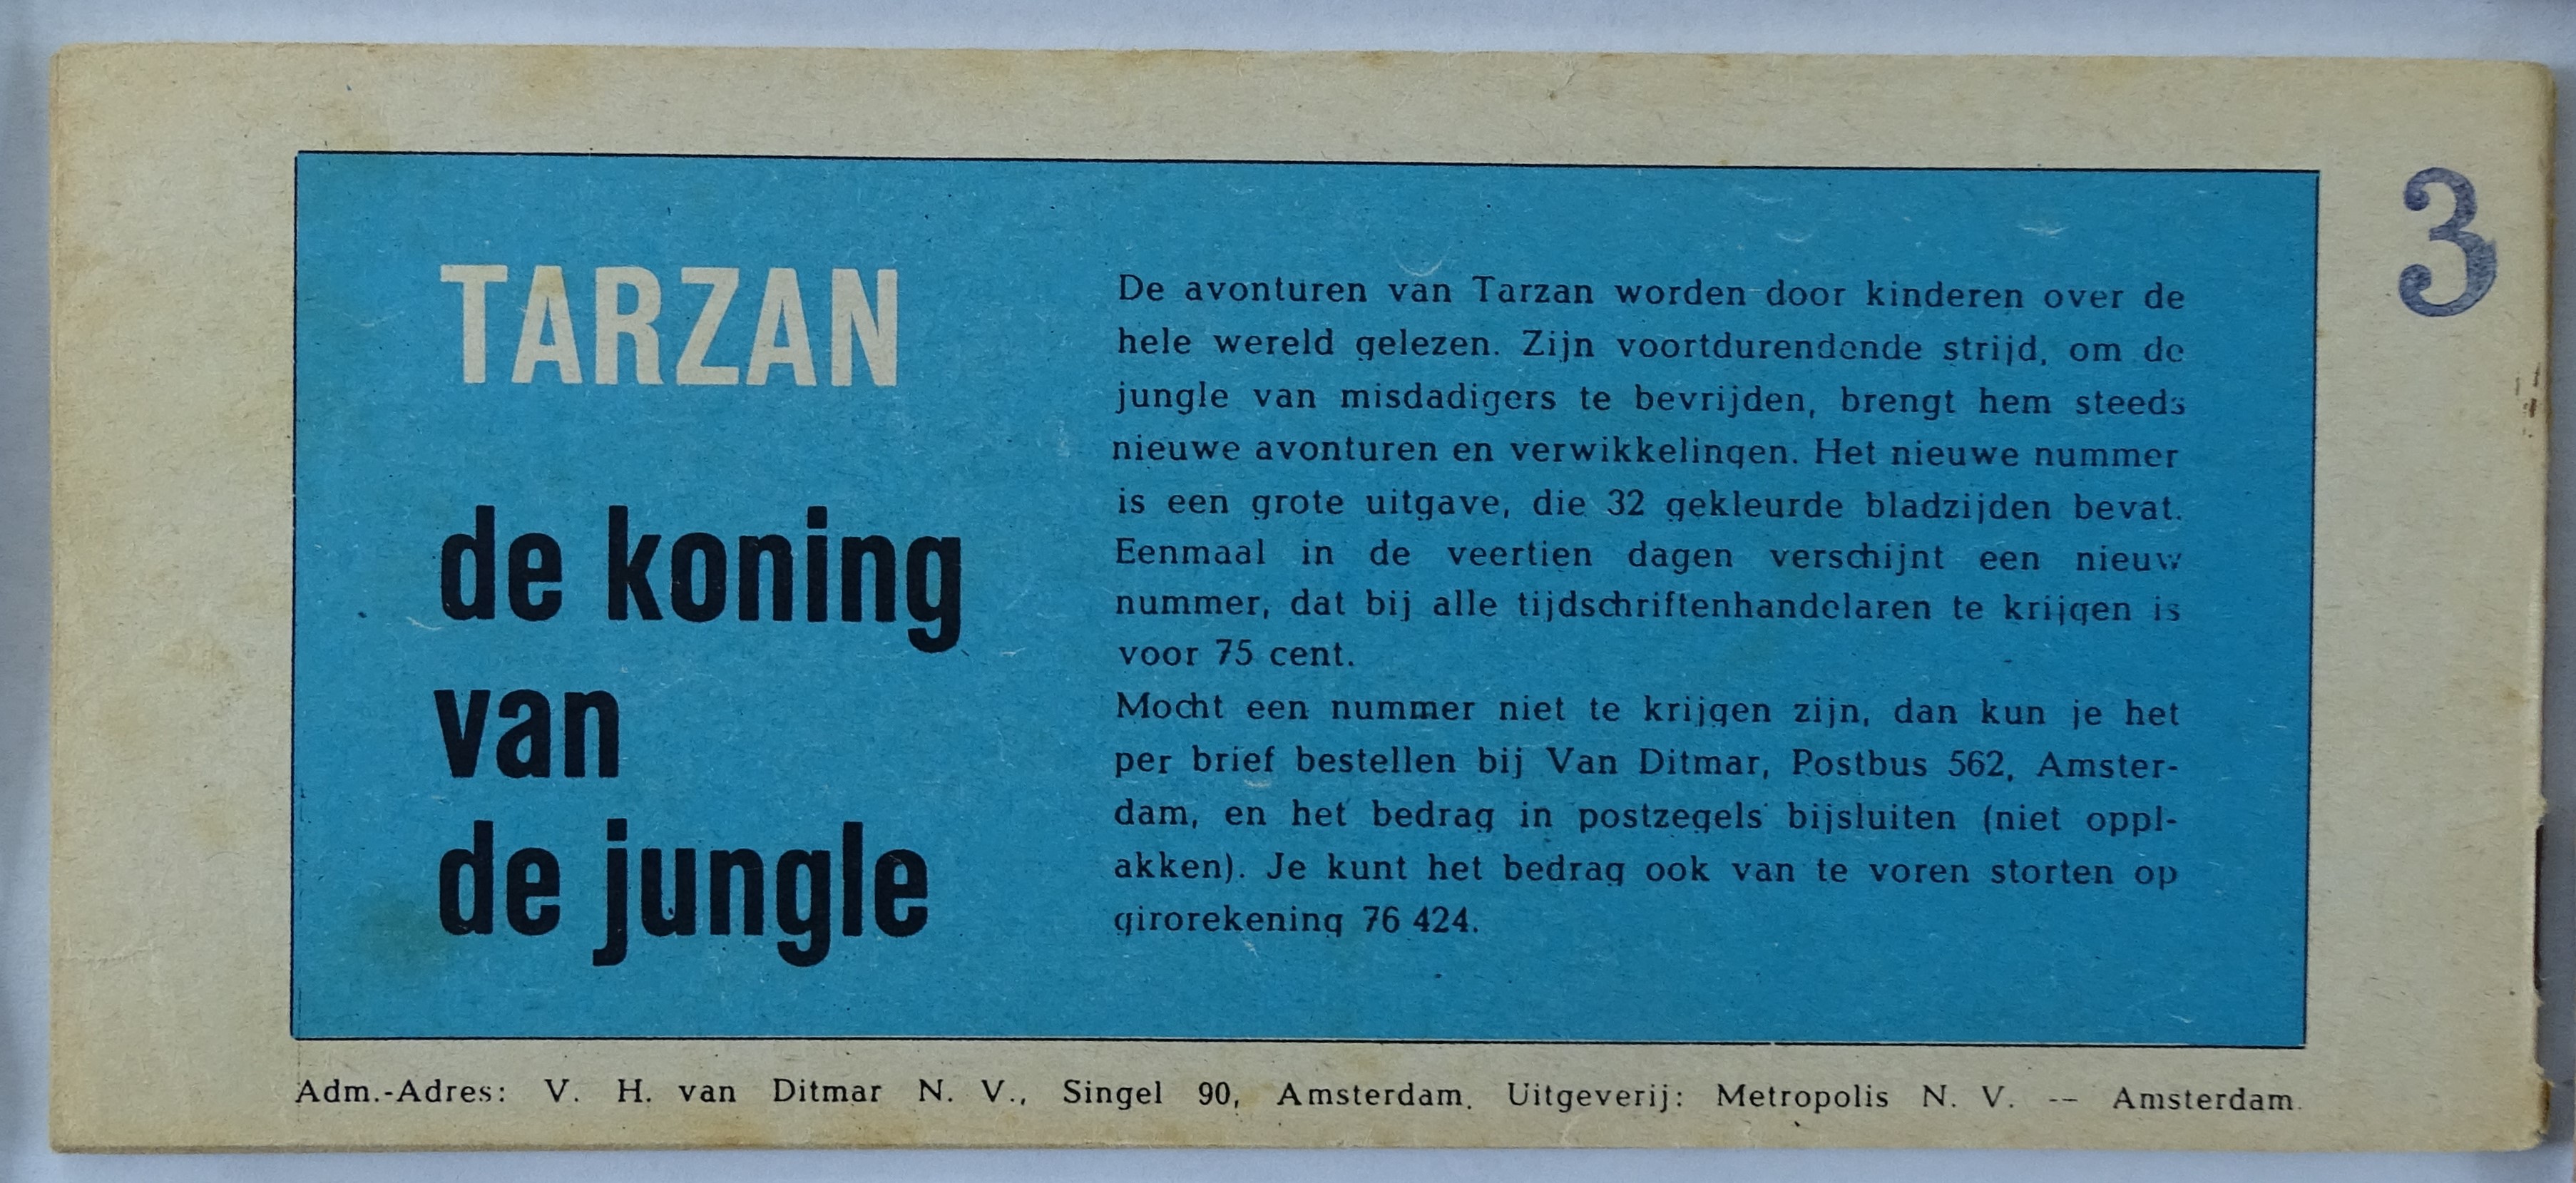 TARZAN
de koning
van
de jungle
De avonturen van Tarzan worden door kinderen over de
hele wereld gelezen. Zijn voortdurendende strijd, om de
jungle van misdadigers te bevrijden, brengt hem steeds
nieuwe avonturen en verwikkelingen. Het nieuwe nummer
is een grote uitgave, die 32 gekleurde bladzijden bevat.
Eenmaal in de veertien dagen verschijnt een nieuw
nummer, dat bij alle tijdschriftenhandelaren te krijgen is
voor 75 cent.
Mocht een nummer niet te krijgen zijn, dan kun je het
per brief bestellen bij Van Ditmar, Postbus 562, Amster-
dam, en het bedrag in postzegels bijsluiten (niet oppl-
akken). Je kunt het bedrag ook van te voren storten op
girorekening 76 424.
3
Adm.-Adres: V. H. van Ditmar N. V., Singel 90, Amsterdam. Uitgeverij: Metropolis N. V. -- Amsterdam.